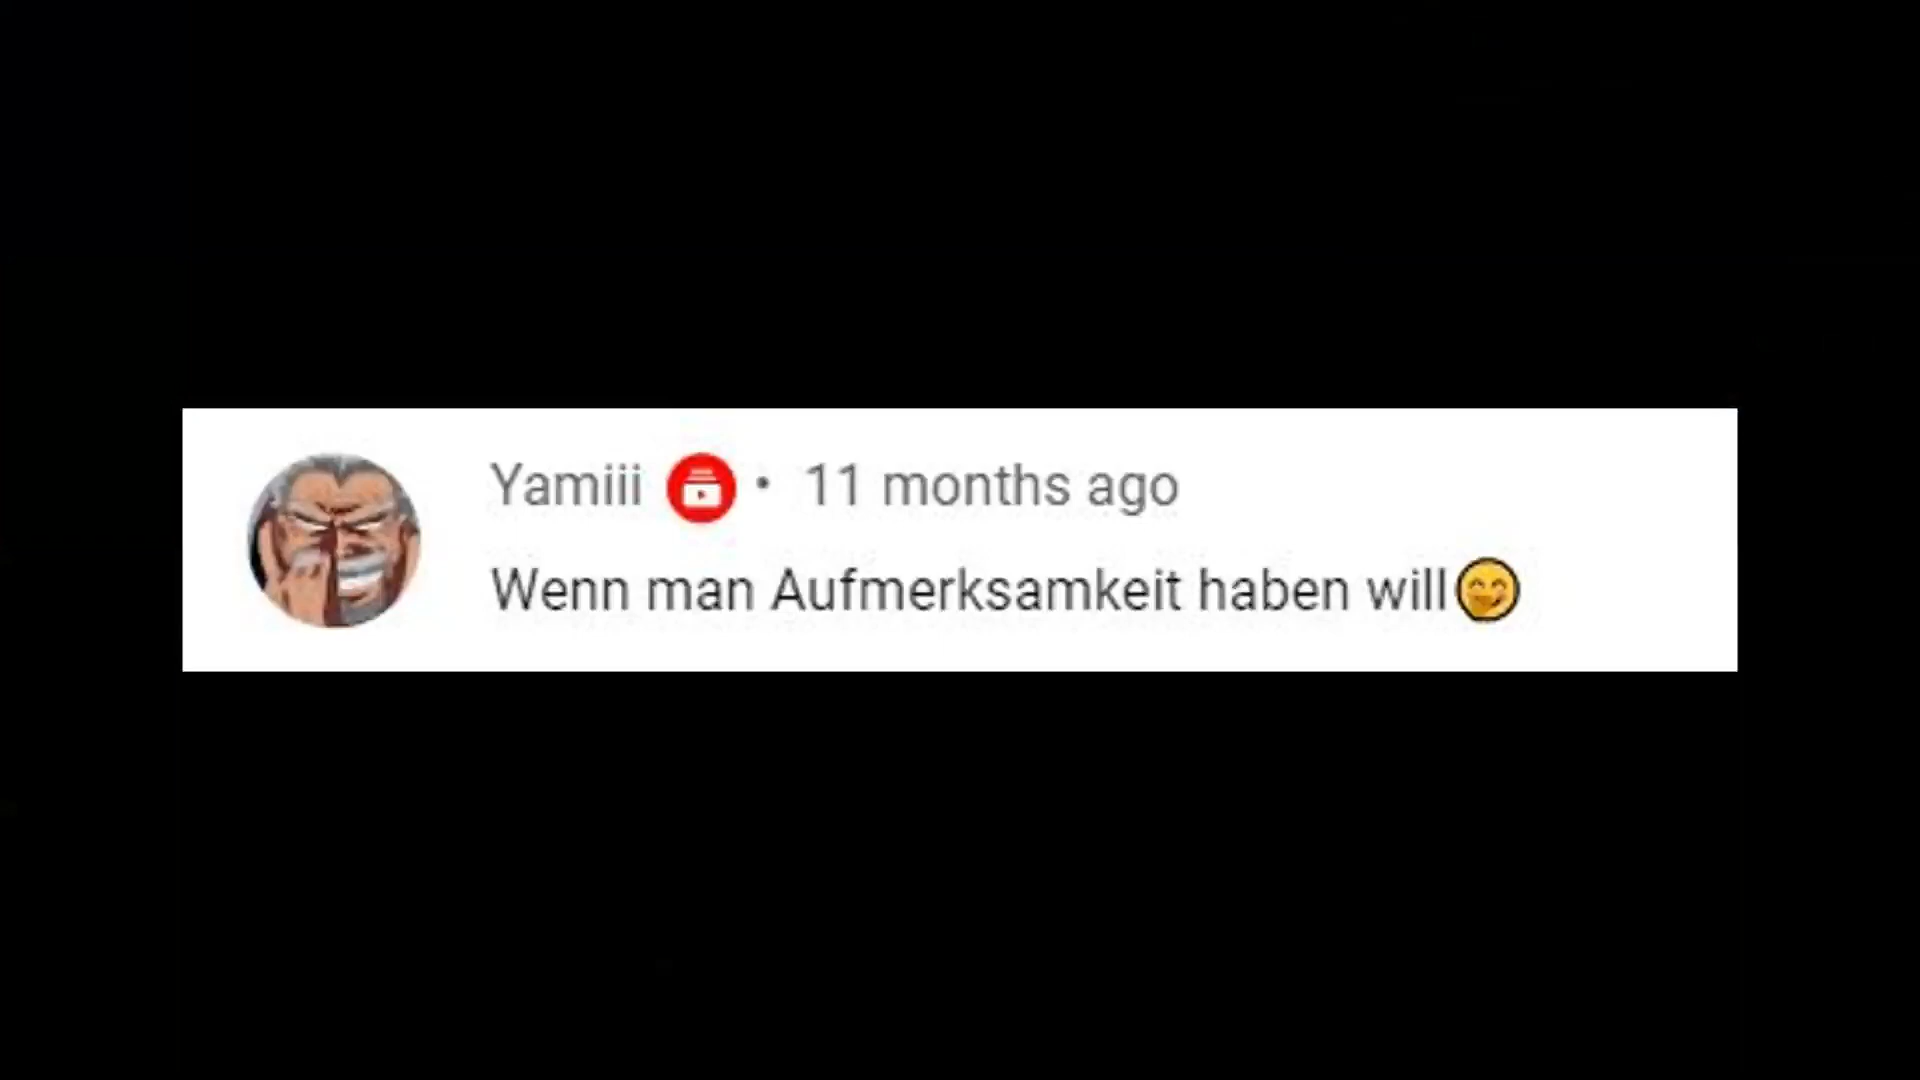 Yamiii • 11 months ago
Wenn man Aufmerksamkeit haben will🤭